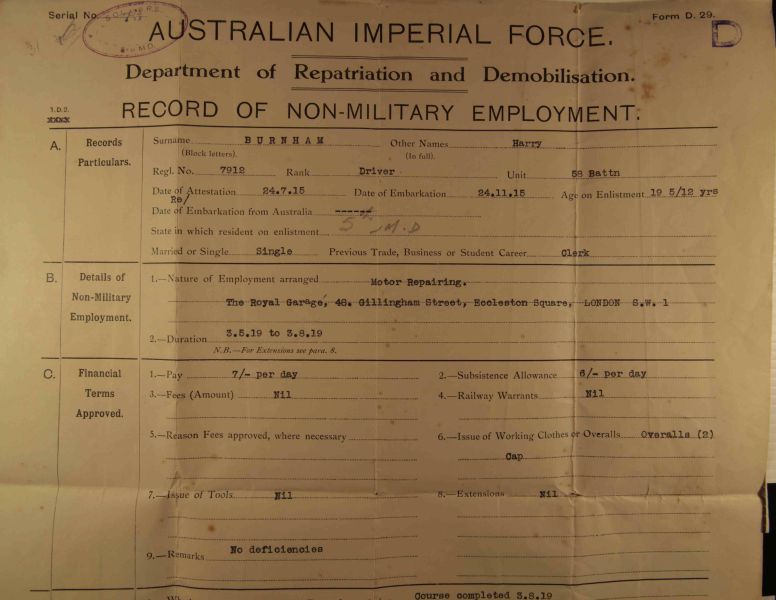 Serial No.
Form D. 29.
SOLDIERS
D
AUSTRALIAN IMPERIAL FORCE.
Department of Repatriation and Demobilisation.
RECORD OF NON-MILITARY EMPLOYMENT.
A. Records Particulars.
Surname BURNHAM Other Names Harry
(Block letters). (In full).
Regl. No. 7912 Rank Driver Unit 58 Battn
Date of Attestation 24.7.15 Date of Embarkation 24.11.15 Age on Enlistment 19 5/12 yrs
Re/
Date of Embarkation from Australia -----
State in which resident on enlistment 5th M.D
Married or Single Single Previous Trade, Business or Student Career Clerk
B. Details of Non-Military Employment.
1.—Nature of Employment arranged Motor Repairing.
The Royal Garage, 48. Gillingham Street, Eccleston Square, LONDON S.W. 1
2.—Duration 3.5.19 to 3.8.19
N.B.—For Extensions see para. 8.
C. Financial Terms Approved.
1.—Pay 7/- per day 2.—Subsistence Allowance 6/- per day
3.—Fees (Amount) Nil 4.—Railway Warrants Nil
5.—Reason Fees approved, where necessary 6.—Issue of Working Clothes or Overalls Overalls (2)
Cap
7.—Issue of Tools Nil 8.—Extensions Nil
9.—Remarks No deficiencies
Course completed 3.8.19